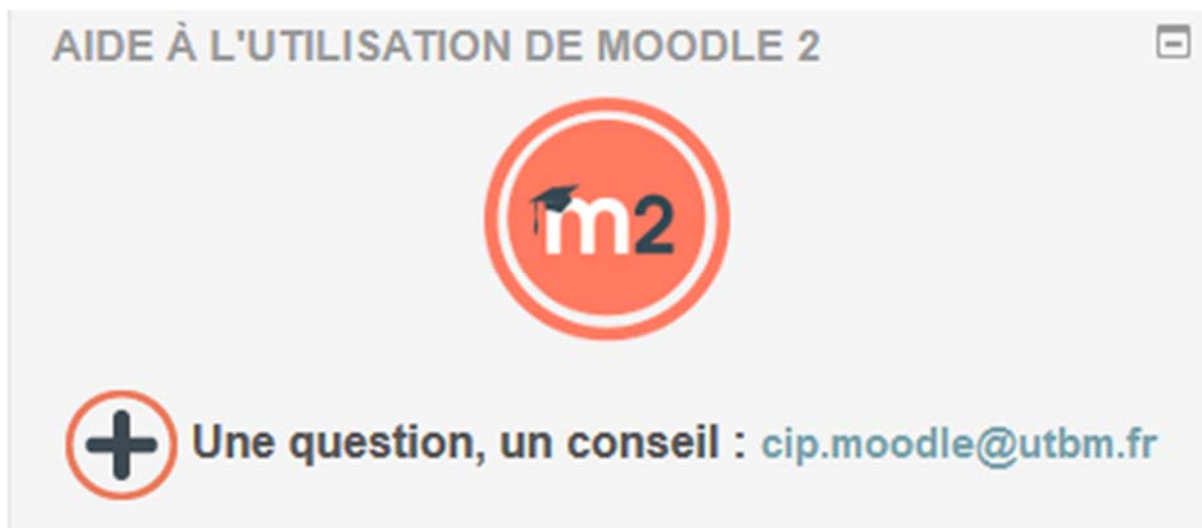 AIDE À L'UTILISATION DE MOODLE 2
m2
Une question, un conseil : cip.moodle@utbm.fr